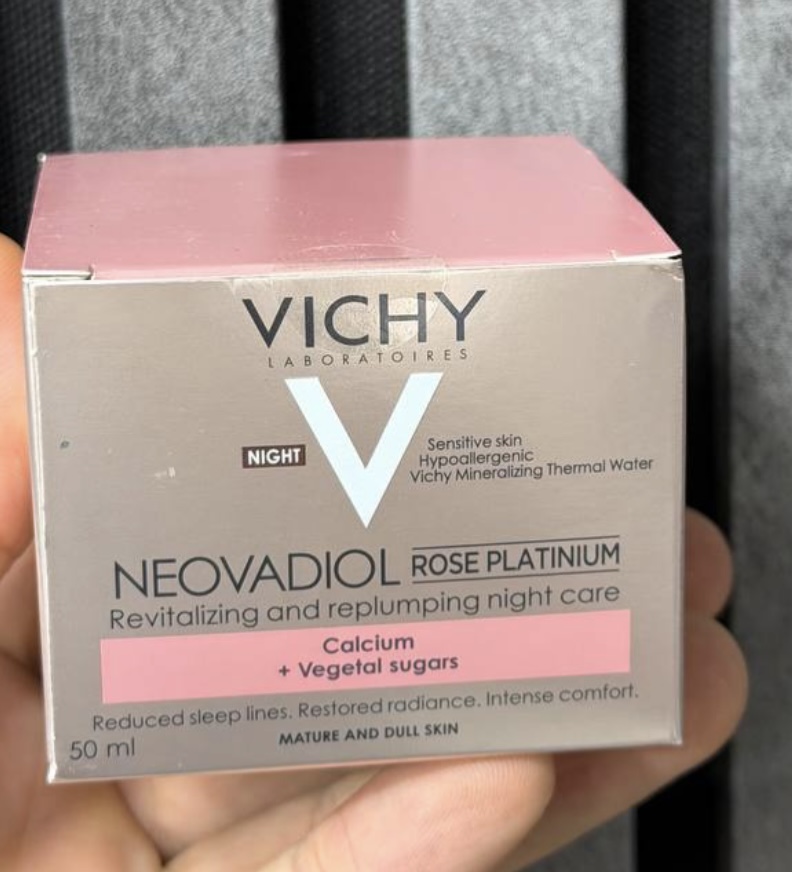 VICHY
LABORATOIRES
NIGHT
Sensitive skin
Hypoallergenic
Vichy Mineralizing Thermal Water
NEOVADIOL ROSE PLATINIUM
Revitalizing and replumping night care
Calcium
+ Vegetal sugars
Reduced sleep lines. Restored radiance. Intense comfort.
50 ml
MATURE AND DULL SKIN